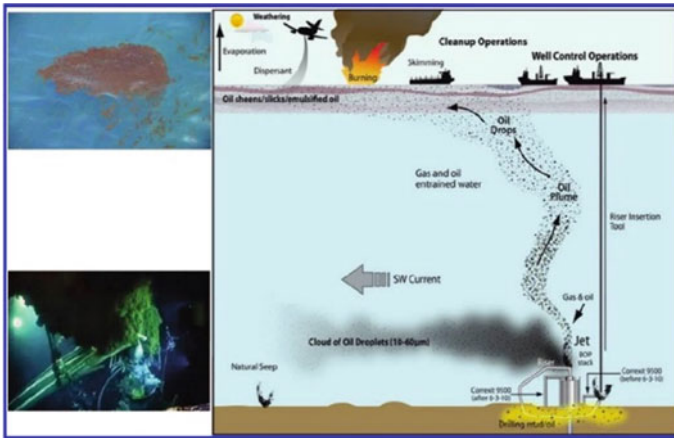 Weathering
Evaporation
Dispersant
Burning
Cleanup Operations
Skimming
Well Control Operations
Oil sheens/slicks/emulsified oil
Oil
Drops
Gas and oil
entrained water
Oil
Plume
Riser Insertion
Tool
SW Current
Gas & oil
Jet
Cloud of Oil Droplets (10-60μm)
Riser
BOP
stack
Natural Seep
Corexit 9500
(after 6-3-10)
Corexit 9500
(before 6-3-10)
Drilling mud/oil